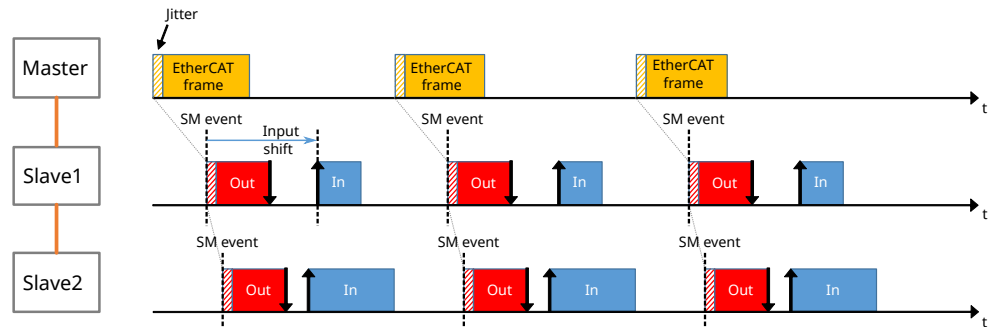 Jitter
Master
EtherCAT
frame
EtherCAT
frame
EtherCAT
frame
t
SM event
Input
shift
SM event
SM event
Slave1
Out
In
Out
In
Out
In
t
SM event
SM event
SM event
Slave2
Out
In
Out
In
Out
In
t